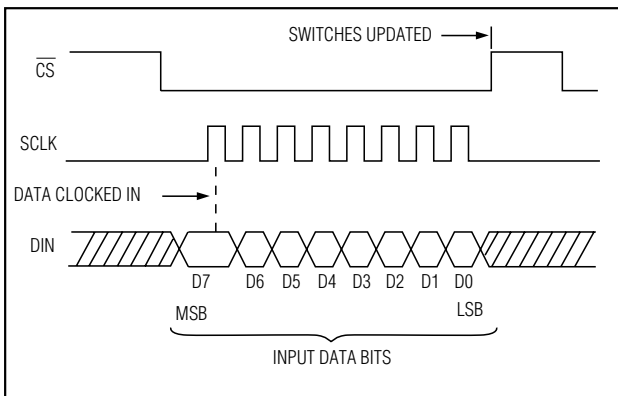 SWITCHES UPDATED
CS
SCLK
DATA CLOCKED IN
DIN
D7 D6 D5 D4 D3 D2 D1 D0
MSB LSB
INPUT DATA BITS